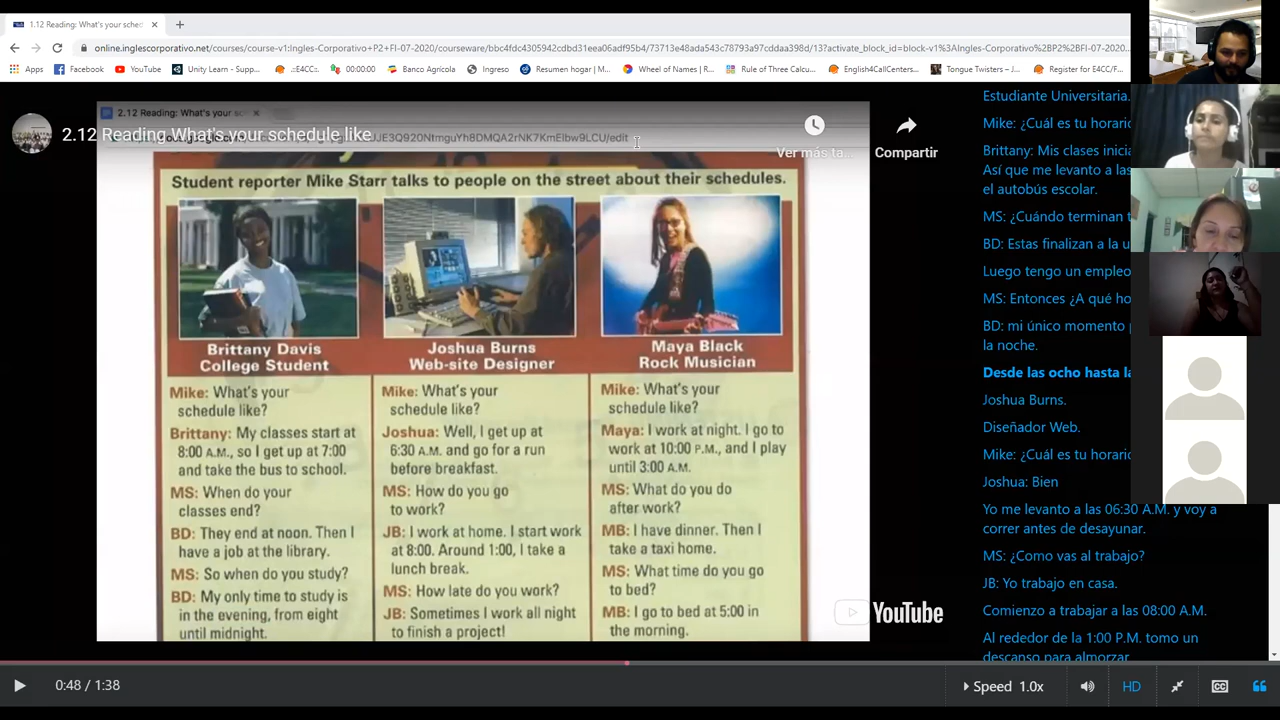 1.12 Reading: What's your sched
online.inglescorporativo.net/courses/course-v1:Ingles-Corporativo+P2+FI-07-2020/courseware/bbc4fdc4305942cdbd31eea06adf95b4/73713e48ada543c78793a97cddaa398d/13?activate_block_id=block-v1%3AIngles-Corporativo%2BP2%2BFI-07-2020%
Apps
Facebook
YouTube
Unity Learn - Supp...
.::E4CC::.
00:00:00
Banco Agrícola
Ingreso
Resumen hogar | M...
Wheel of Names | R...
Rule of Three Calcu...
English4CallCenters...
Tongue Twisters – J...
Register for E4CC/F...
2.12 Reading: What's your sc
2.12 Reading What's your schedule like
Ver más ta...
Compartir
Student reporter Mike Starr talks to people on the street about their schedules.
Brittany Davis
College Student
Mike: What's your
schedule like?
Brittany: My classes start at
8:00 A.M., so I get up at 7:00
and take the bus to school.
MS: When do your
classes end?
BD: They end at noon. Then I
have a job at the library.
MS: So when do you study?
BD: My only time to study is
in the evening, from eight
until midnight.
Joshua Burns
Web-site Designer
Mike: What's your
schedule like?
Joshua: Well, I get up at
6:30 A.M. and go for a run
before breakfast.
MS: How do you go
to work?
JB: I work at home. I start work
at 8:00. Around 1:00, I take a
lunch break.
MS: How late do you work?
JB: Sometimes I work all night
to finish a project!
Maya Black
Rock Musician
Mike: What's your
schedule like?
Maya: I work at night. I go to
work at 10:00 P.M., and I play
until 3:00 A.M.
MS: What do you do
after work?
MB: I have dinner. Then I
take a taxi home.
MS: What time do you go
to bed?
MB: I go to bed at 5:00 in
the morning.
YouTube
Estudiante Universitaria.
Mike: ¿Cuál es tu horario
Brittany: Mis clases inicia
Así que me levanto a las
el autobús escolar.
MS: ¿Cuándo terminan t
BD: Estas finalizan a la u
Luego tengo un empleo
MS: Entonces ¿A qué ho
BD: mi único momento p
la noche.
Desde las ocho hasta la
Joshua Burns.
Diseñador Web.
Mike: ¿Cuál es tu horario
Joshua: Bien
Yo me levanto a las 06:30 A.M. y voy a
correr antes de desayunar.
MS: ¿Como vas al trabajo?
JB: Yo trabajo en casa.
Comienzo a trabajar a las 08:00 A.M.
Al rededor de la 1:00 P.M. tomo un
descanso para almorzar
0:48 / 1:38
Speed 1.0x
HD